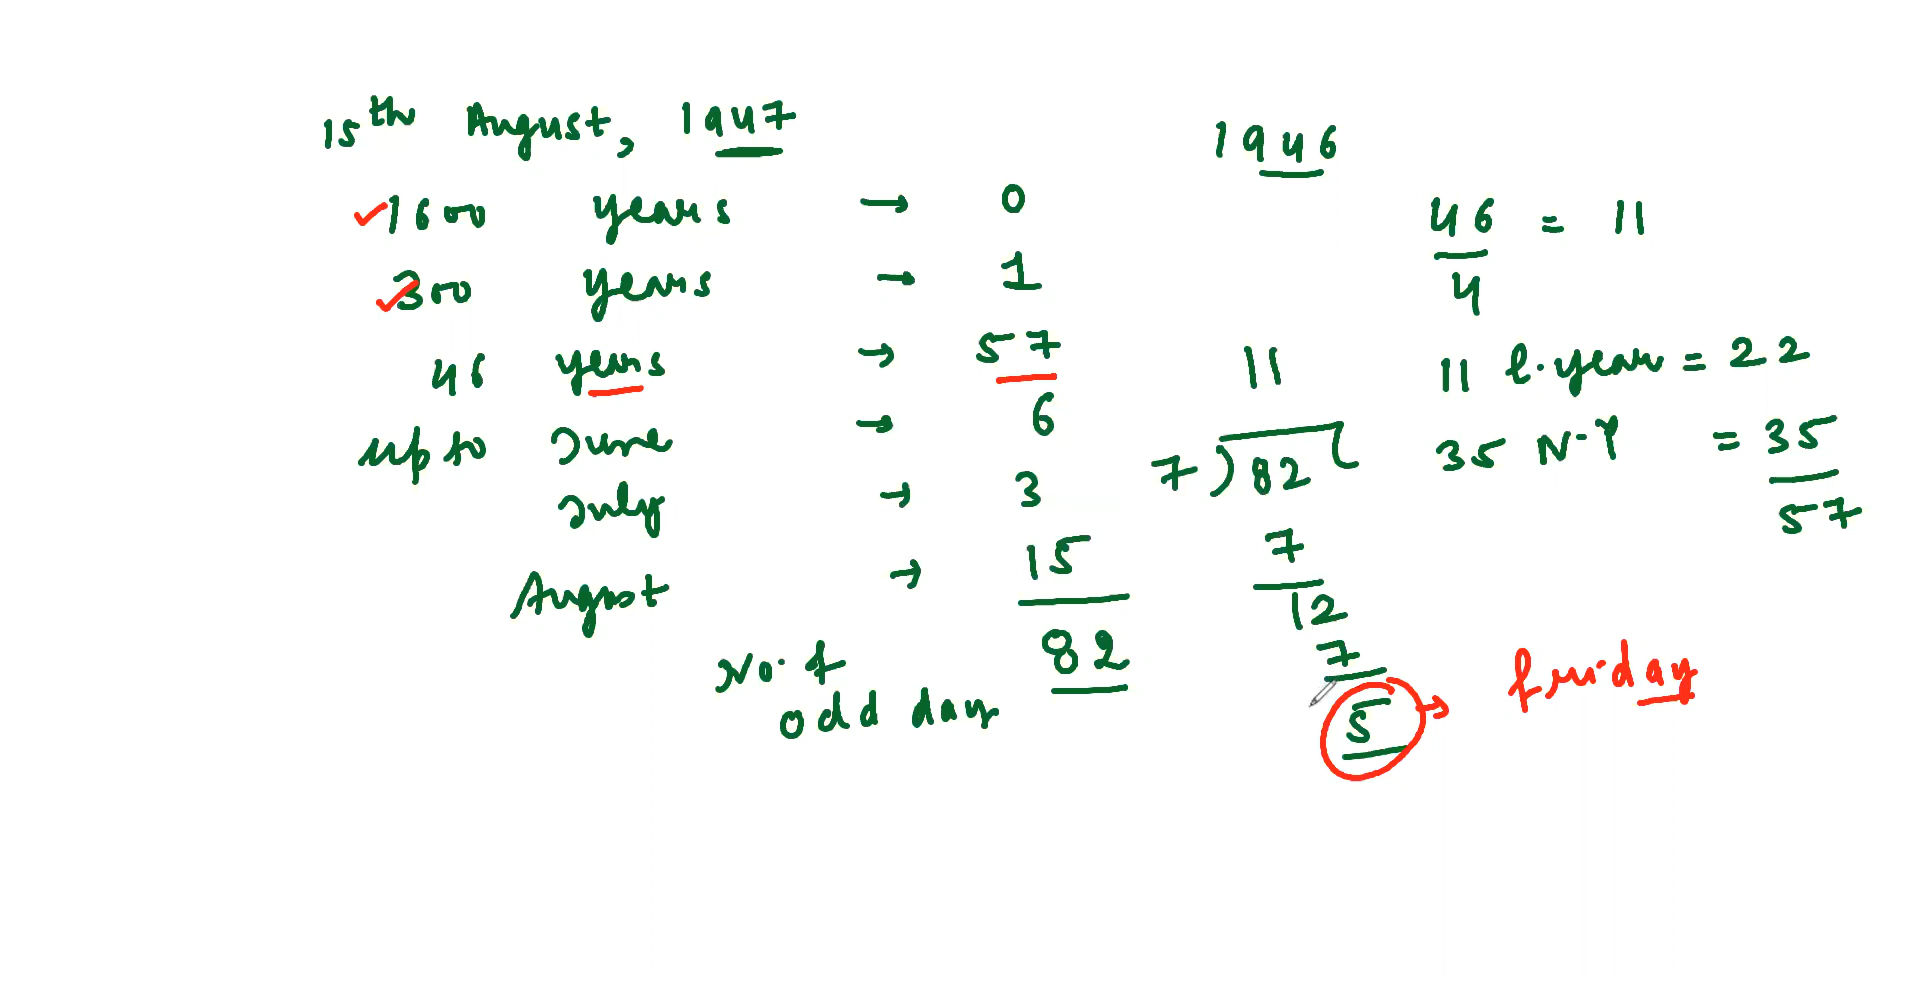 15th August, 1947
1600 years → 0
300 years → 1
46 years → 57
up to June → 6
July → 3
August → 15
82
No. of
odd day
1946
46 = 11
4
11 l. year = 22
35 N.Y = 35
57
11
7)82(
7
12
7
5 → friday